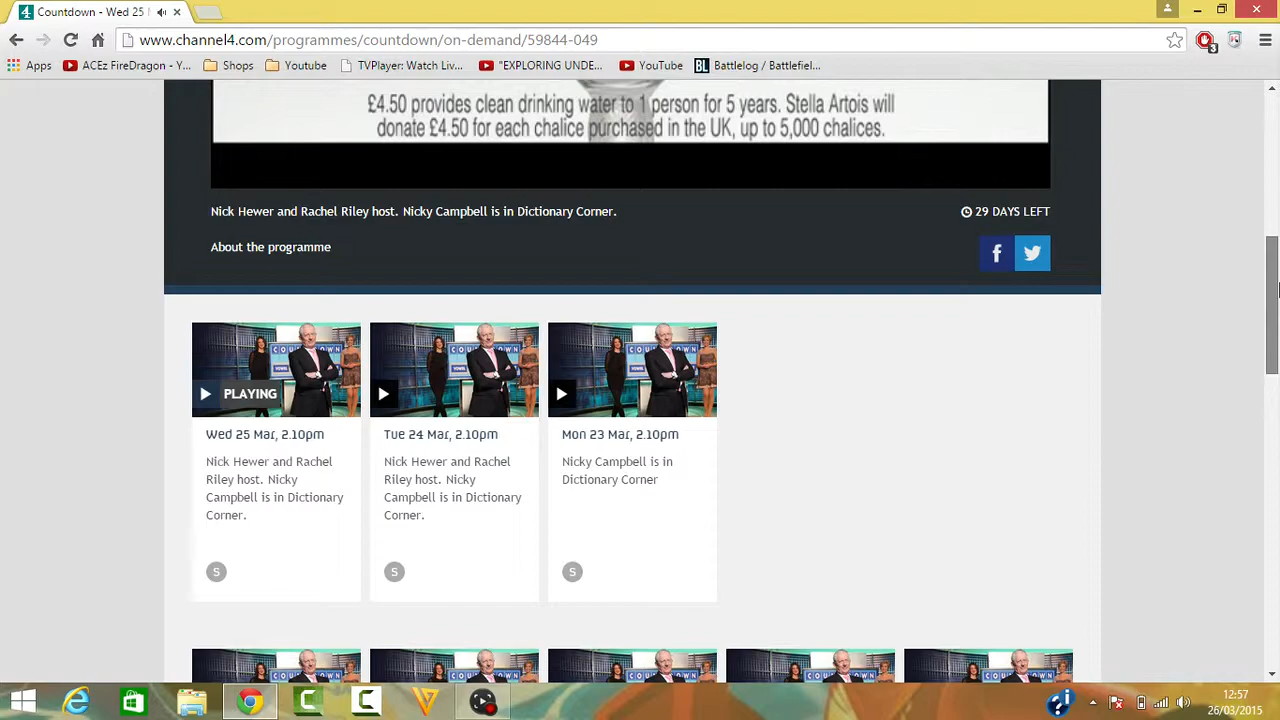 Countdown - Wed 25
www.channel4.com/programmes/countdown/on-demand/59844-049
Apps ACEz FireDragon - Y... Shops Youtube TVPlayer: Watch Liv... "EXPLORING UNDE... YouTube BL Battlelog / Battlefiel...
£4.50 provides clean drinking water to 1 person for 5 years. Stella Artois will
donate £4.50 for each chalice purchased in the UK, up to 5,000 chalices.
Nick Hewer and Rachel Riley host. Nicky Campbell is in Dictionary Corner. 29 DAYS LEFT
About the programme
PLAYING
Wed 25 Mar, 2.10pm
Nick Hewer and Rachel
Riley host. Nicky
Campbell is in Dictionary
Corner.
S
Tue 24 Mar, 2.10pm
Nick Hewer and Rachel
Riley host. Nicky
Campbell is in Dictionary
Corner.
S
Mon 23 Mar, 2.10pm
Nicky Campbell is in
Dictionary Corner
S
12:57
26/03/2015